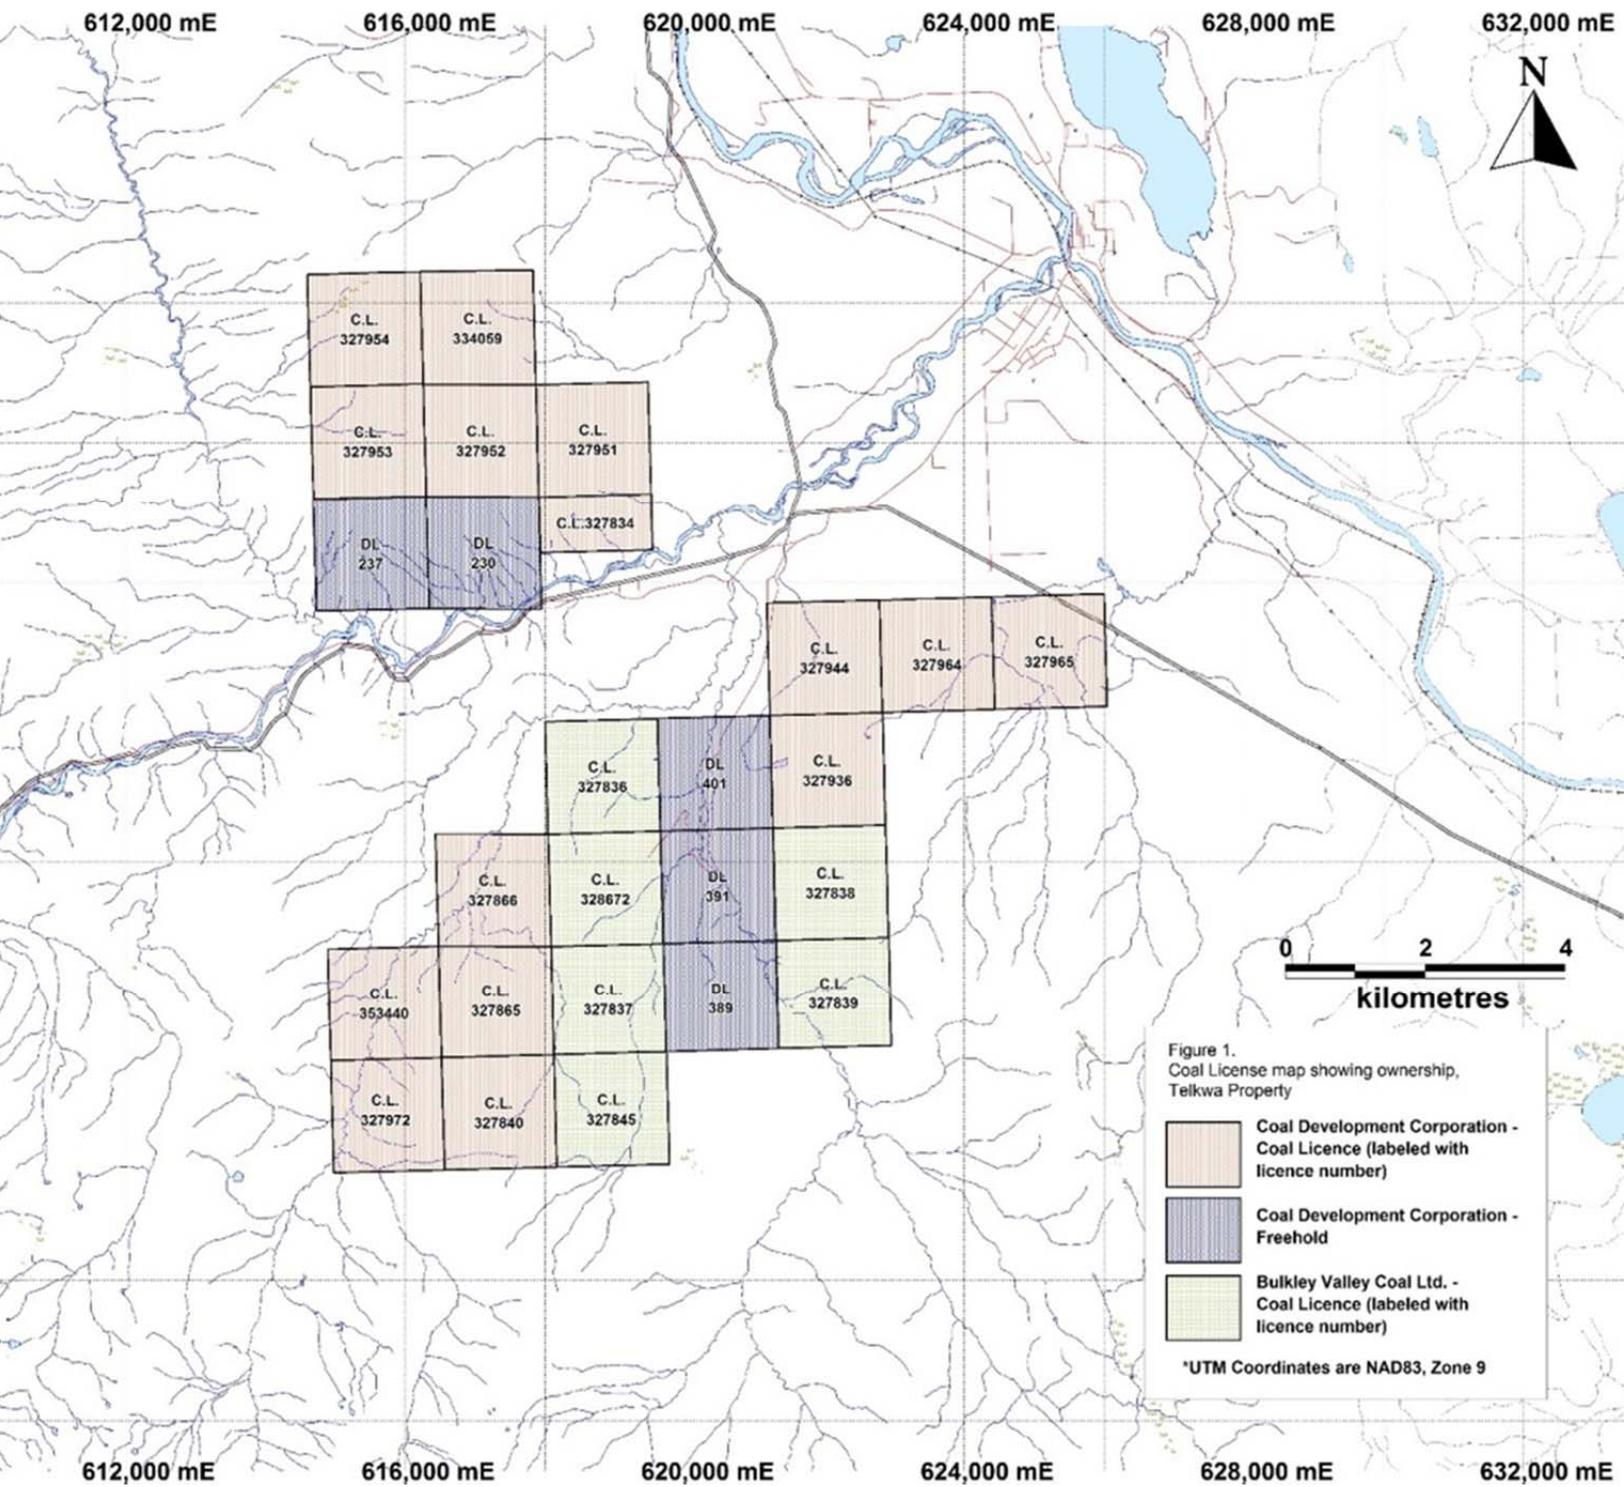 612,000 mE
616,000 mE
620,000 mE
624,000 mE
628,000 mE
632,000 mE
N
C.L.
327954
C.L.
334059
C.L.
327953
C.L.
327952
C.L.
327951
DL
237
DL
230
C.L.327834
C.L.
327944
C.L.
327964
C.L.
327965
C.L.
327836
DL
401
C.L.
327936
C.L.
327866
C.L.
328672
DL
391
C.L.
327838
C.L.
353440
C.L.
327865
C.L.
327837
DL
389
C.L.
327839
C.L.
327972
C.L.
327840
C.L.
327845
0 2 4
kilometres
Figure 1.
Coal License map showing ownership,
Telkwa Property
Coal Development Corporation -
Coal Licence (labeled with
licence number)
Coal Development Corporation -
Freehold
Bulkley Valley Coal Ltd. -
Coal Licence (labeled with
licence number)
*UTM Coordinates are NAD83, Zone 9
612,000 mE
616,000 mE
620,000 mE
624,000 mE
628,000 mE
632,000 mE